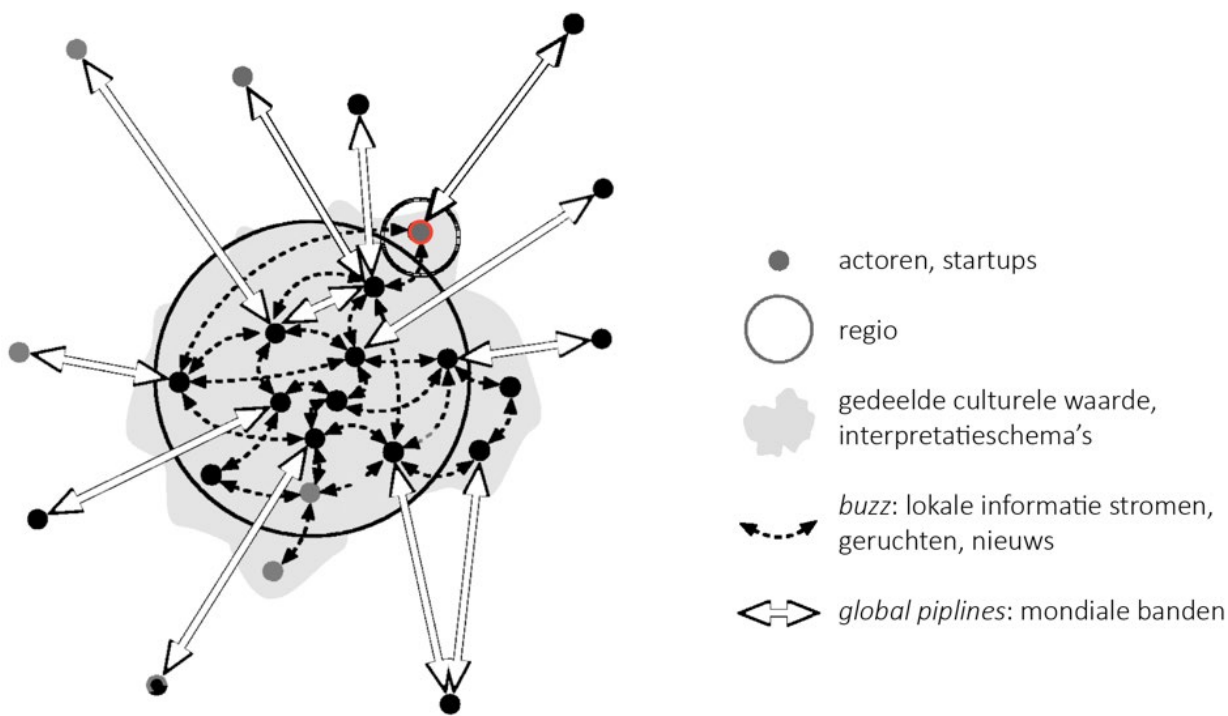 actoren, startups
regio
gedeelde culturele waarde,
interpretatieschema's
buzz: lokale informatie stromen,
geruchten, nieuws
global piplines: mondiale banden